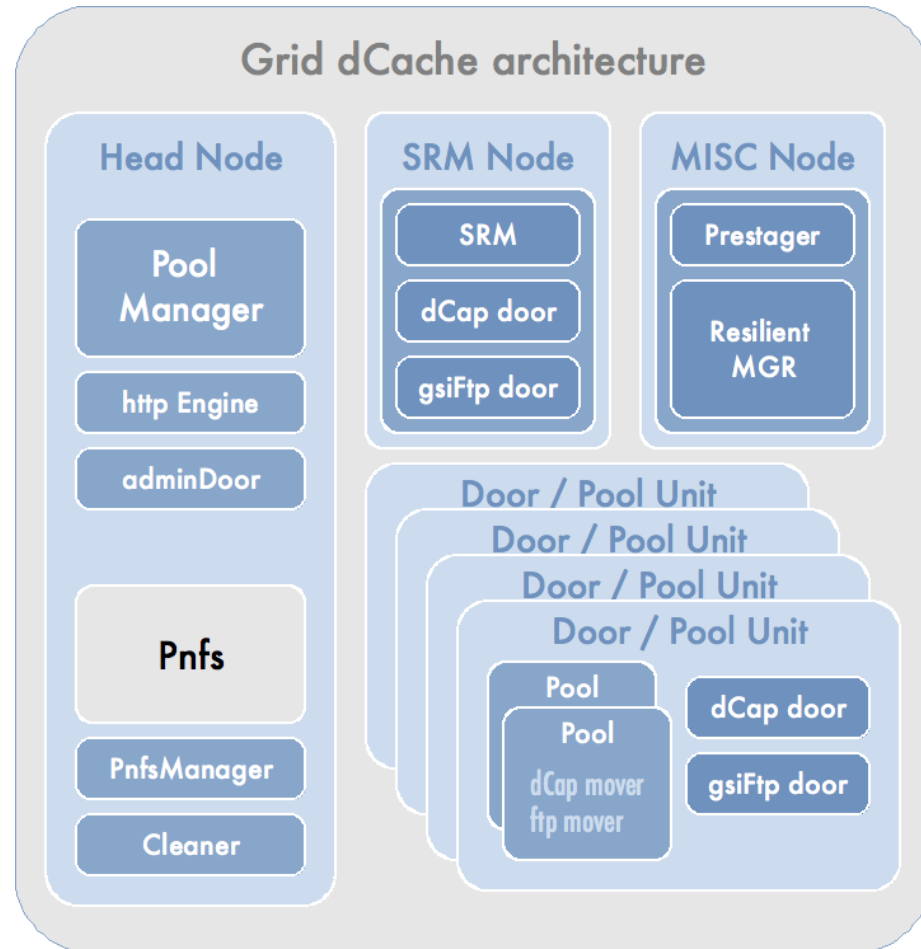 Grid dCache architecture
Head Node
Pool
Manager
http Engine
adminDoor
Pnfs
PnfsManager
Cleaner
SRM Node
SRM
dCap door
gsiFtp door
MISC Node
Prestager
Resilient
MGR
Door / Pool Unit
Door / Pool Unit
Door / Pool Unit
Door / Pool Unit
Pool
Pool
dCap mover
ftp mover
dCap door
gsiFtp door